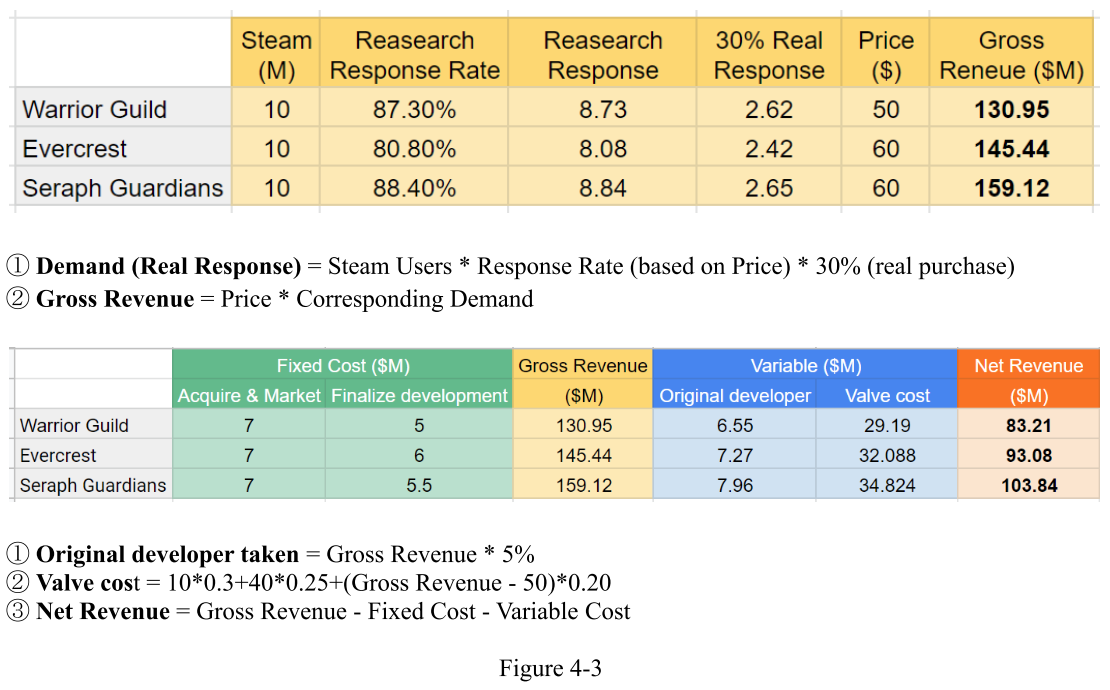 Steam Reasearch Reasearch 30% Real Price Gross
(M) Response Rate Response Response ($) Reneue ($M)
Warrior Guild 10 87.30% 8.73 2.62 50 130.95
Evercrest 10 80.80% 8.08 2.42 60 145.44
Seraph Guardians 10 88.40% 8.84 2.65 60 159.12
① Demand (Real Response) = Steam Users * Response Rate (based on Price) * 30% (real purchase)
② Gross Revenue = Price * Corresponding Demand
Fixed Cost ($M) Gross Revenue Variable ($M) Net Revenue
Acquire & Market Finalize development ($M) Original developer Valve cost ($M)
Warrior Guild 7 5 130.95 6.55 29.19 83.21
Evercrest 7 6 145.44 7.27 32.088 93.08
Seraph Guardians 7 5.5 159.12 7.96 34.824 103.84
① Original developer taken = Gross Revenue * 5%
② Valve cost = 10*0.3+40*0.25+(Gross Revenue - 50)*0.20
③ Net Revenue = Gross Revenue - Fixed Cost - Variable Cost
Figure 4-3